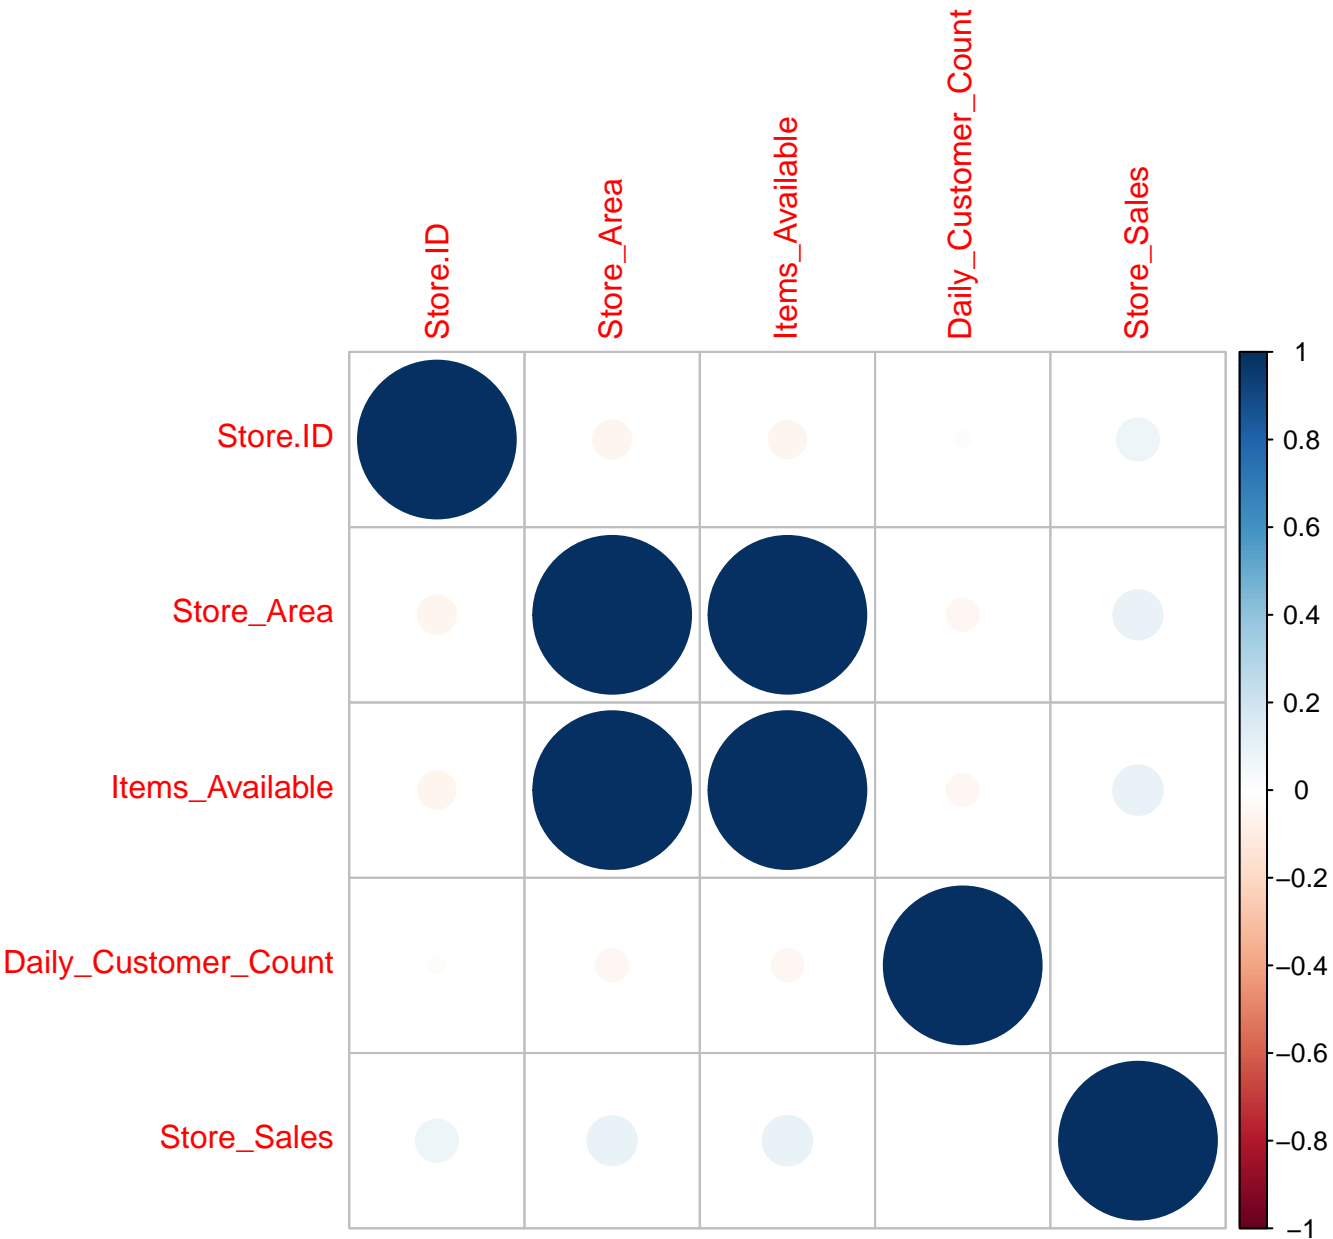 Store.ID
Store_Area
Items_Available
Daily_Customer_Count
Store_Sales
Store.ID
Store_Area
Items_Available
Daily_Customer_Count
Store_Sales
1
0.8
0.6
0.4
0.2
0
−0.2
−0.4
−0.6
−0.8
−1